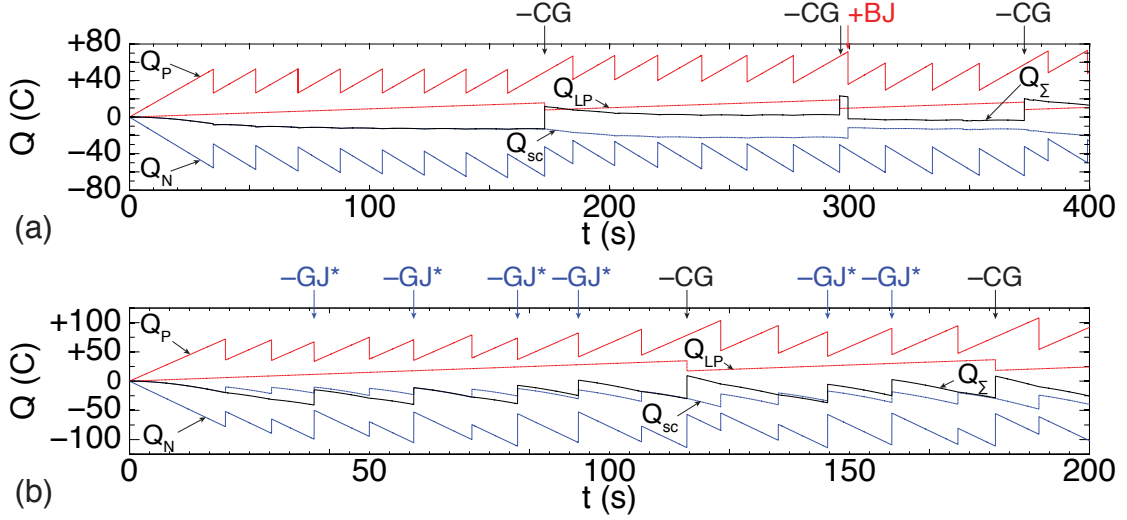 −CG −CG +BJ −CG
+80
+40
0
−40
−80
Q (C)
Q_P
Q_LP
Q_Σ
Q_sc
Q_N
0 100 200 300 400
(a)
t (s)
−GJ* −GJ* −GJ* −GJ* −CG −GJ* −GJ* −CG
+100
+50
0
−50
−100
Q (C)
Q_P
Q_LP
Q_Σ
Q_sc
Q_N
0 50 100 150 200
(b)
t (s)